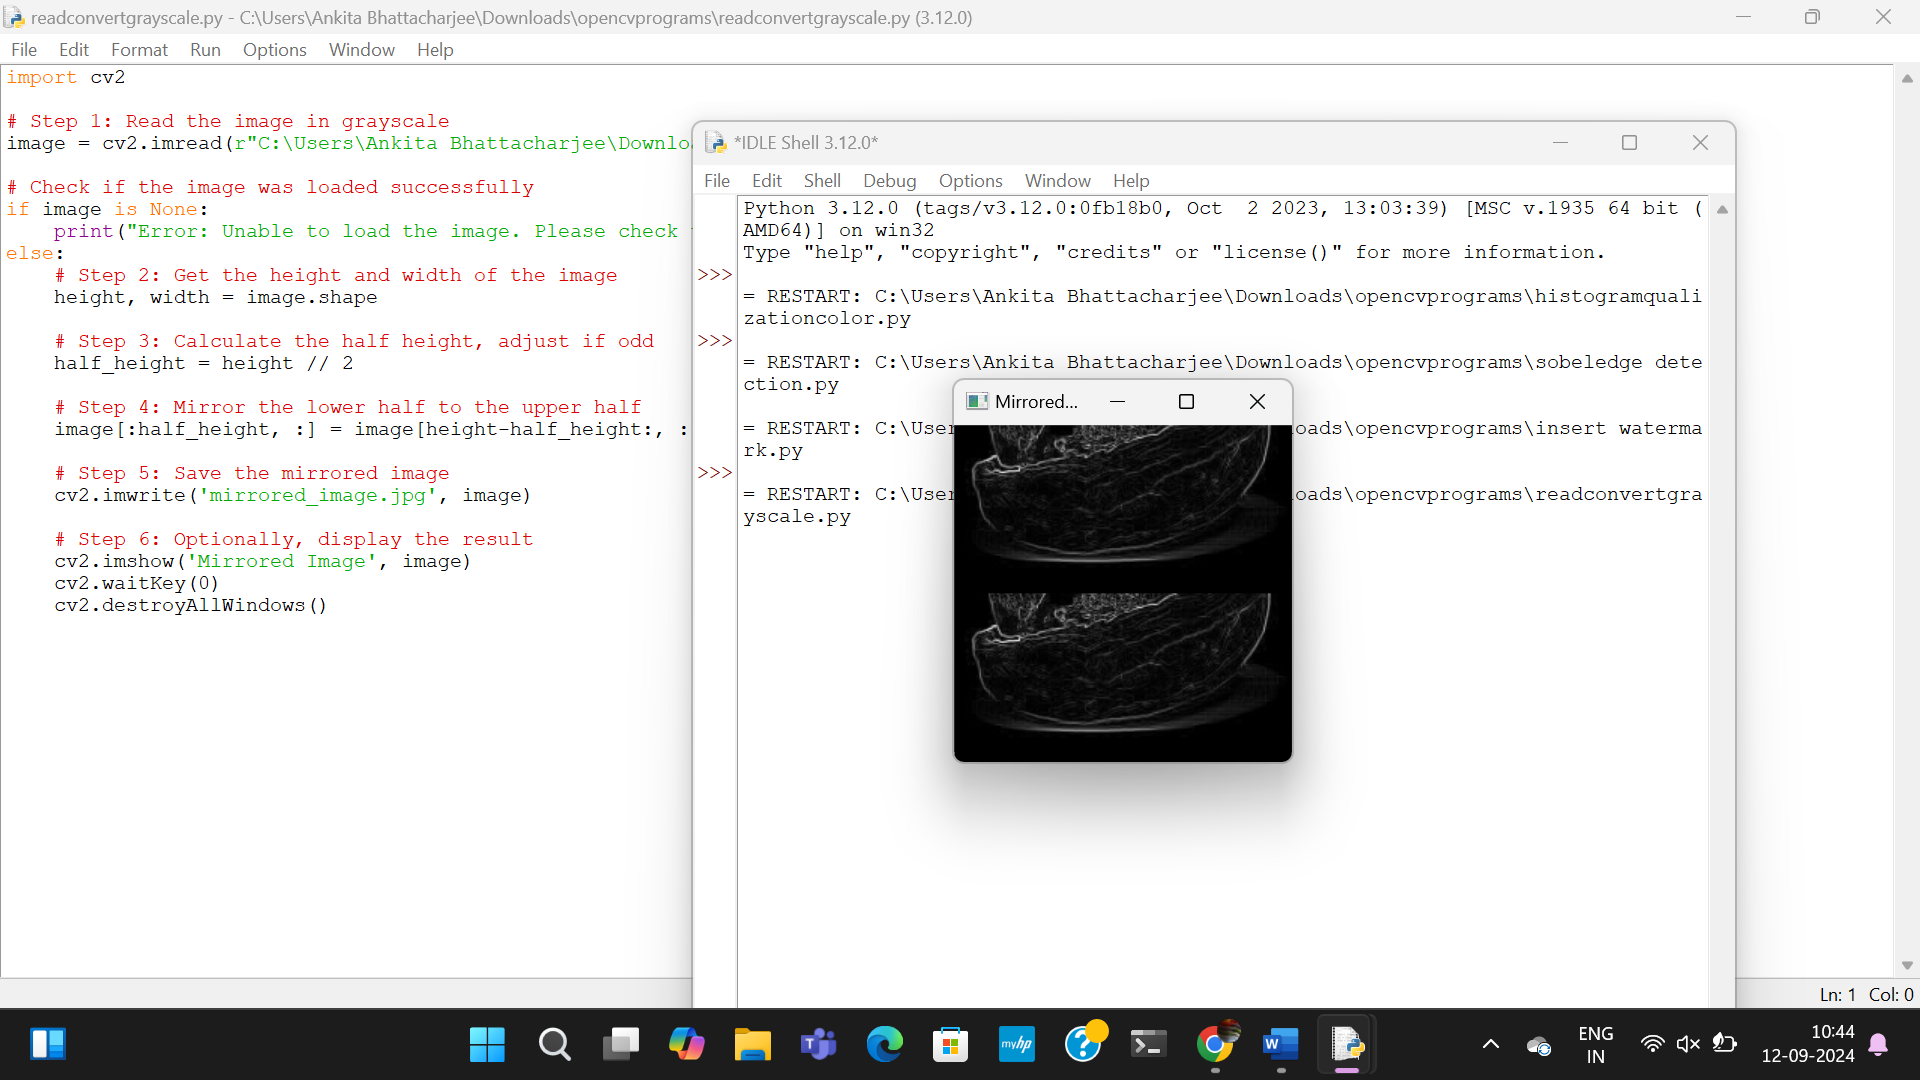 readconvertgrayscale.py - C:\Users\Ankita Bhattacharjee\Downloads\opencvprograms\readconvertgrayscale.py (3.12.0)
File Edit Format Run Options Window Help
import cv2
# Step 1: Read the image in grayscale
image = cv2.imread(r"C:\Users\Ankita Bhattacharjee\Downlo
# Check if the image was loaded successfully
if image is None:
    print("Error: Unable to load the image. Please check
else:
    # Step 2: Get the height and width of the image
    height, width = image.shape
    # Step 3: Calculate the half height, adjust if odd
    half_height = height // 2
    # Step 4: Mirror the lower half to the upper half
    image[:half_height, :] = image[height-half_height:, :
    # Step 5: Save the mirrored image
    cv2.imwrite('mirrored_image.jpg', image)
    # Step 6: Optionally, display the result
    cv2.imshow('Mirrored Image', image)
    cv2.waitKey(0)
    cv2.destroyAllWindows()
*IDLE Shell 3.12.0*
File Edit Shell Debug Options Window Help
Python 3.12.0 (tags/v3.12.0:0fb18b0, Oct  2 2023, 13:03:39) [MSC v.1935 64 bit (
AMD64)] on win32
Type "help", "copyright", "credits" or "license()" for more information.
>>>
= RESTART: C:\Users\Ankita Bhattacharjee\Downloads\opencvprograms\histogramquali
zationcolor.py
>>>
= RESTART: C:\Users\Ankita Bhattacharjee\Downloads\opencvprograms\sobeledge dete
ction.py
= RESTART: C:\User oads\opencvprograms\insert waterma
rk.py
>>>
= RESTART: C:\User oads\opencvprograms\readconvertgra
yscale.py
Mirrored...
Ln: 1 Col: 0
myhp
ENG
IN
10:44
12-09-2024